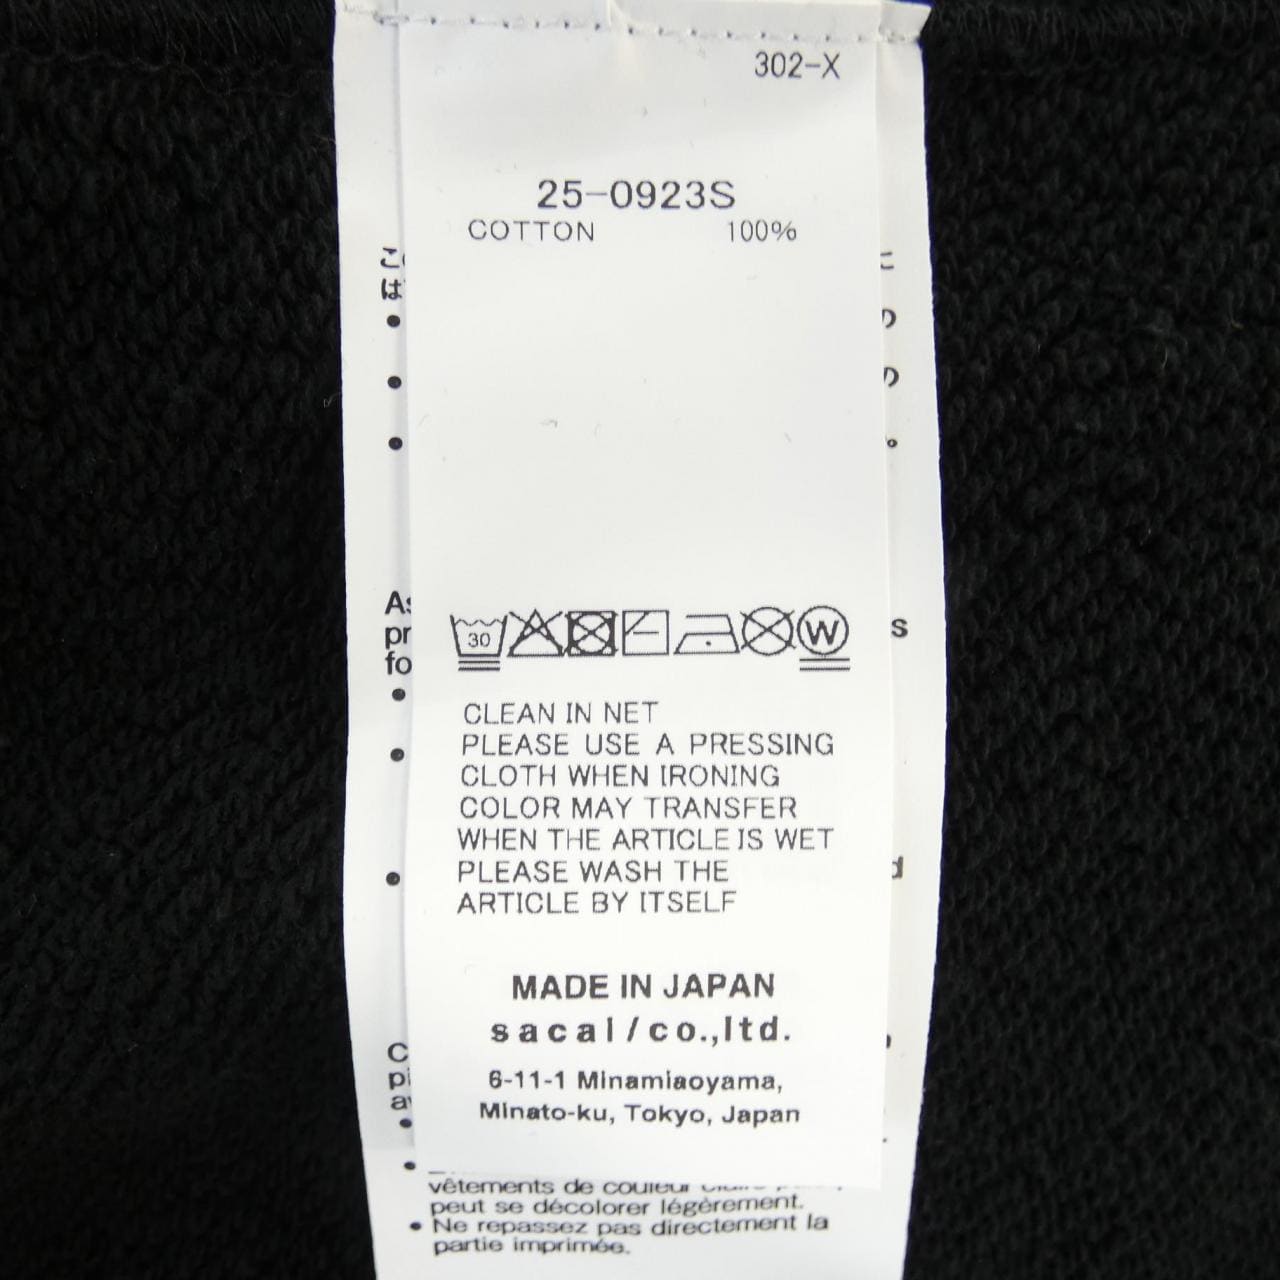 302-X
25-0923S
COTTON 100%
30
W
CLEAN IN NET
PLEASE USE A PRESSING
CLOTH WHEN IRONING
COLOR MAY TRANSFER
WHEN THE ARTICLE IS WET
PLEASE WASH THE
ARTICLE BY ITSELF
MADE IN JAPAN
sacai/co.,ltd.
6-11-1 Minamiaoyama,
Minato-ku, Tokyo, Japan
vêtements de couleur
peut se décolorer légèrement.
• Ne repassez pas directement la
partie imprimée.